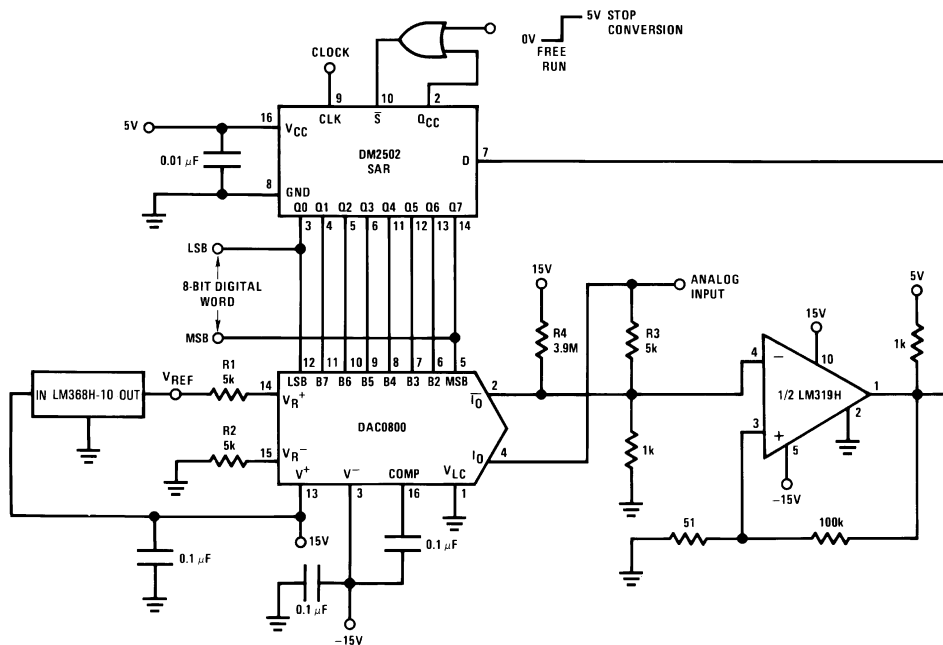 5V STOP
CONVERSION
0V
FREE
RUN
CLOCK
9
10
2
CLK
S̅
QCC
16
VCC
5V
DM2502
SAR
D
7
0.01 µF
8
GND
Q0 Q1 Q2 Q3 Q4 Q5 Q6 Q7
3 4 5 6 11 12 13 14
LSB
8-BIT DIGITAL
WORD
MSB
15V
ANALOG
INPUT
5V
R4
3.9M
R3
5k
15V
1k
12 11 10 9 8 7 6 5
LSB B7 B6 B5 B4 B3 B2 MSB
IN LM368H-10 OUT
VREF
R1
5k
14
VR+
2
I̅O̅
4
−
10
1/2 LM319H
1
2
DAC0800
R2
5k
15
VR−
IO
4
1k
3
+
5
−15V
V+
V−
COMP
VLC
13
3
16
1
51
100k
15V
0.1 µF
0.1 µF
0.1 µF
−15V